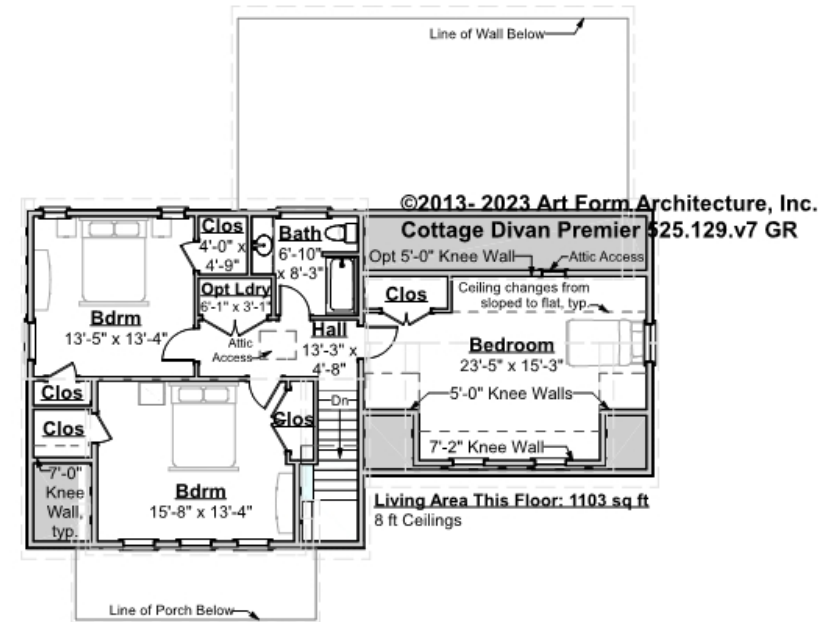 Line of Wall Below
©2013- 2023 Art Form Architecture, Inc.
Cottage Divan Premier 525.129.v7 GR
Opt 5'-0" Knee Wall
Attic Access
Clos
4'-0" x
4'-9"
Bath
6'-10"
x 8'-3"
Opt Ldry
6'-1" x 3'-1"
Clos
Ceiling changes from
sloped to flat, typ.
Bdrm
13'-5" x 13'-4"
Attic
Access
Hall
13'-3" x
4'-8"
Bedroom
23'-5" x 15'-3"
Clos
Clos
Clos
Dn
5'-0" Knee Walls
7'-2" Knee Wall
7'-0"
Knee
Wall,
typ.
Bdrm
15'-8" x 13'-4"
Living Area This Floor: 1103 sq ft
8 ft Ceilings
Line of Porch Below